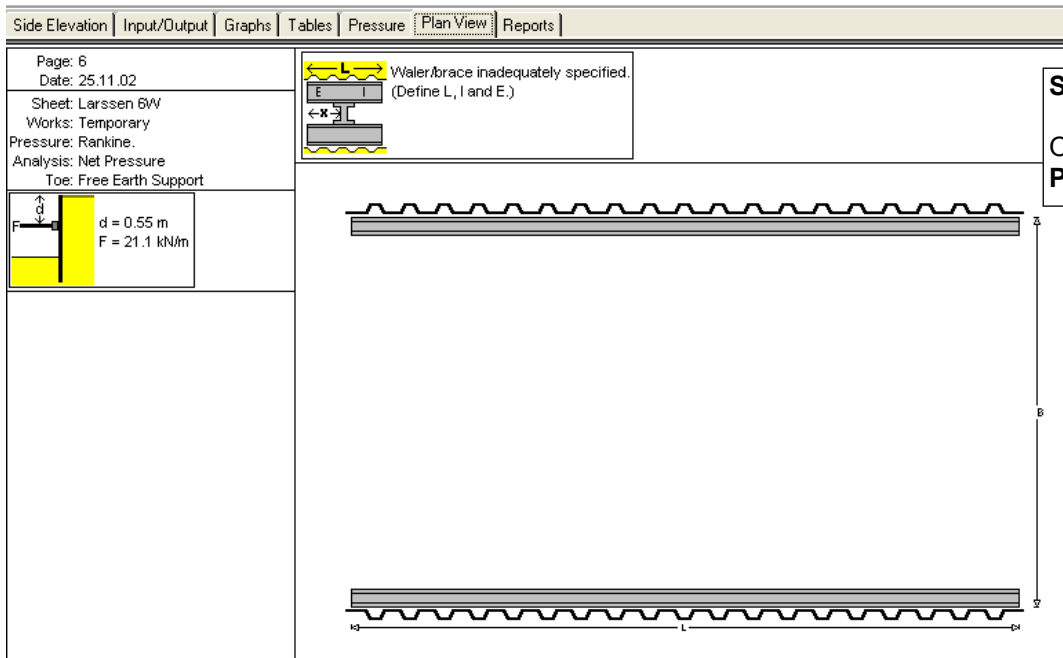 Side Elevation Input/Output Graphs Tables Pressure Plan View Reports
Page: 6
Date: 25.11.02
Sheet: Larssen 6W
Works: Temporary
Pressure: Rankine.
Analysis: Net Pressure
Toe: Free Earth Support
d
F
d = 0.55 m
F = 21.1 kN/m
L
E I
x
Waler/brace inadequately specified.
(Define L, I and E.)
S
C
P
B
L